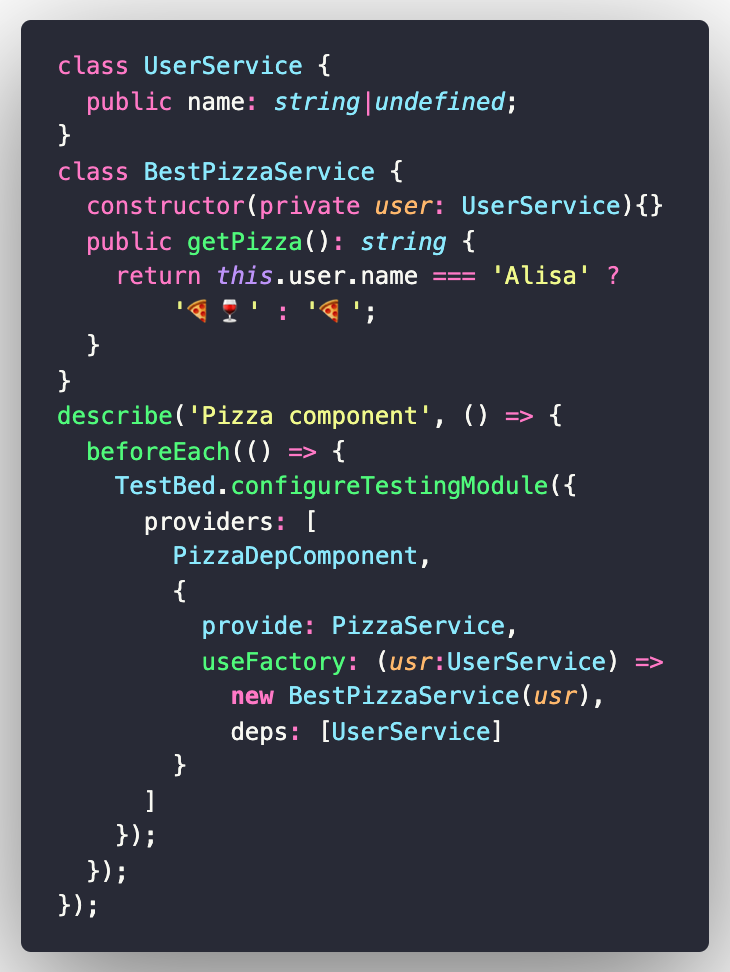 class UserService {
  public name: string|undefined;
}
class BestPizzaService {
  constructor(private user: UserService){}
  public getPizza(): string {
    return this.user.name === 'Alisa' ?
        '🍕🍷' : '🍕';
  }
}
describe('Pizza component', () => {
  beforeEach(() => {
    TestBed.configureTestingModule({
      providers: [
        PizzaDepComponent,
        {
          provide: PizzaService,
          useFactory: (usr:UserService) =>
            new BestPizzaService(usr),
            deps: [UserService]
        }
      ]
    });
  });
});